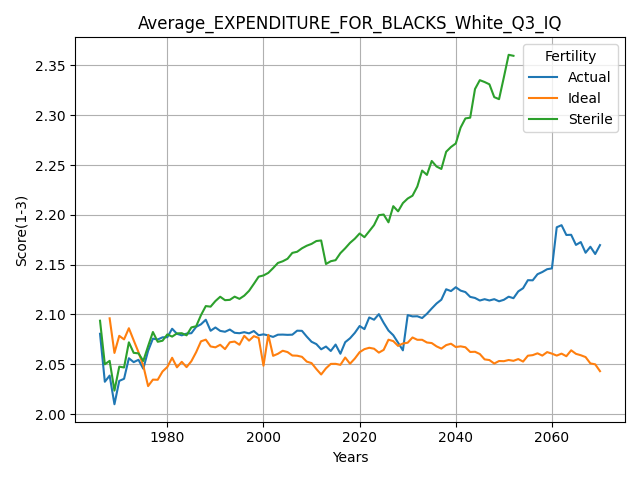 Average_EXPENDITURE_FOR_BLACKS_White_Q3_IQ
Score(1-3)
2.35
2.30
2.25
2.20
2.15
2.10
2.05
2.00
Fertility
Actual
Ideal
Sterile
1980
2000
2020
2040
2060
Years